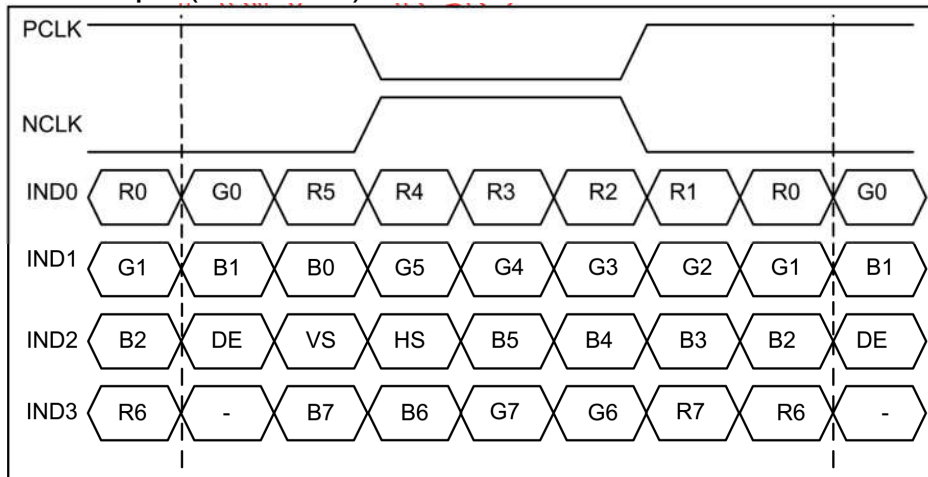 PCLK
NCLK
IND0 R0 G0 R5 R4 R3 R2 R1 R0 G0
IND1 G1 B1 B0 G5 G4 G3 G2 G1 B1
IND2 B2 DE VS HS B5 B4 B3 B2 DE
IND3 R6 - B7 B6 G7 G6 R7 R6 -